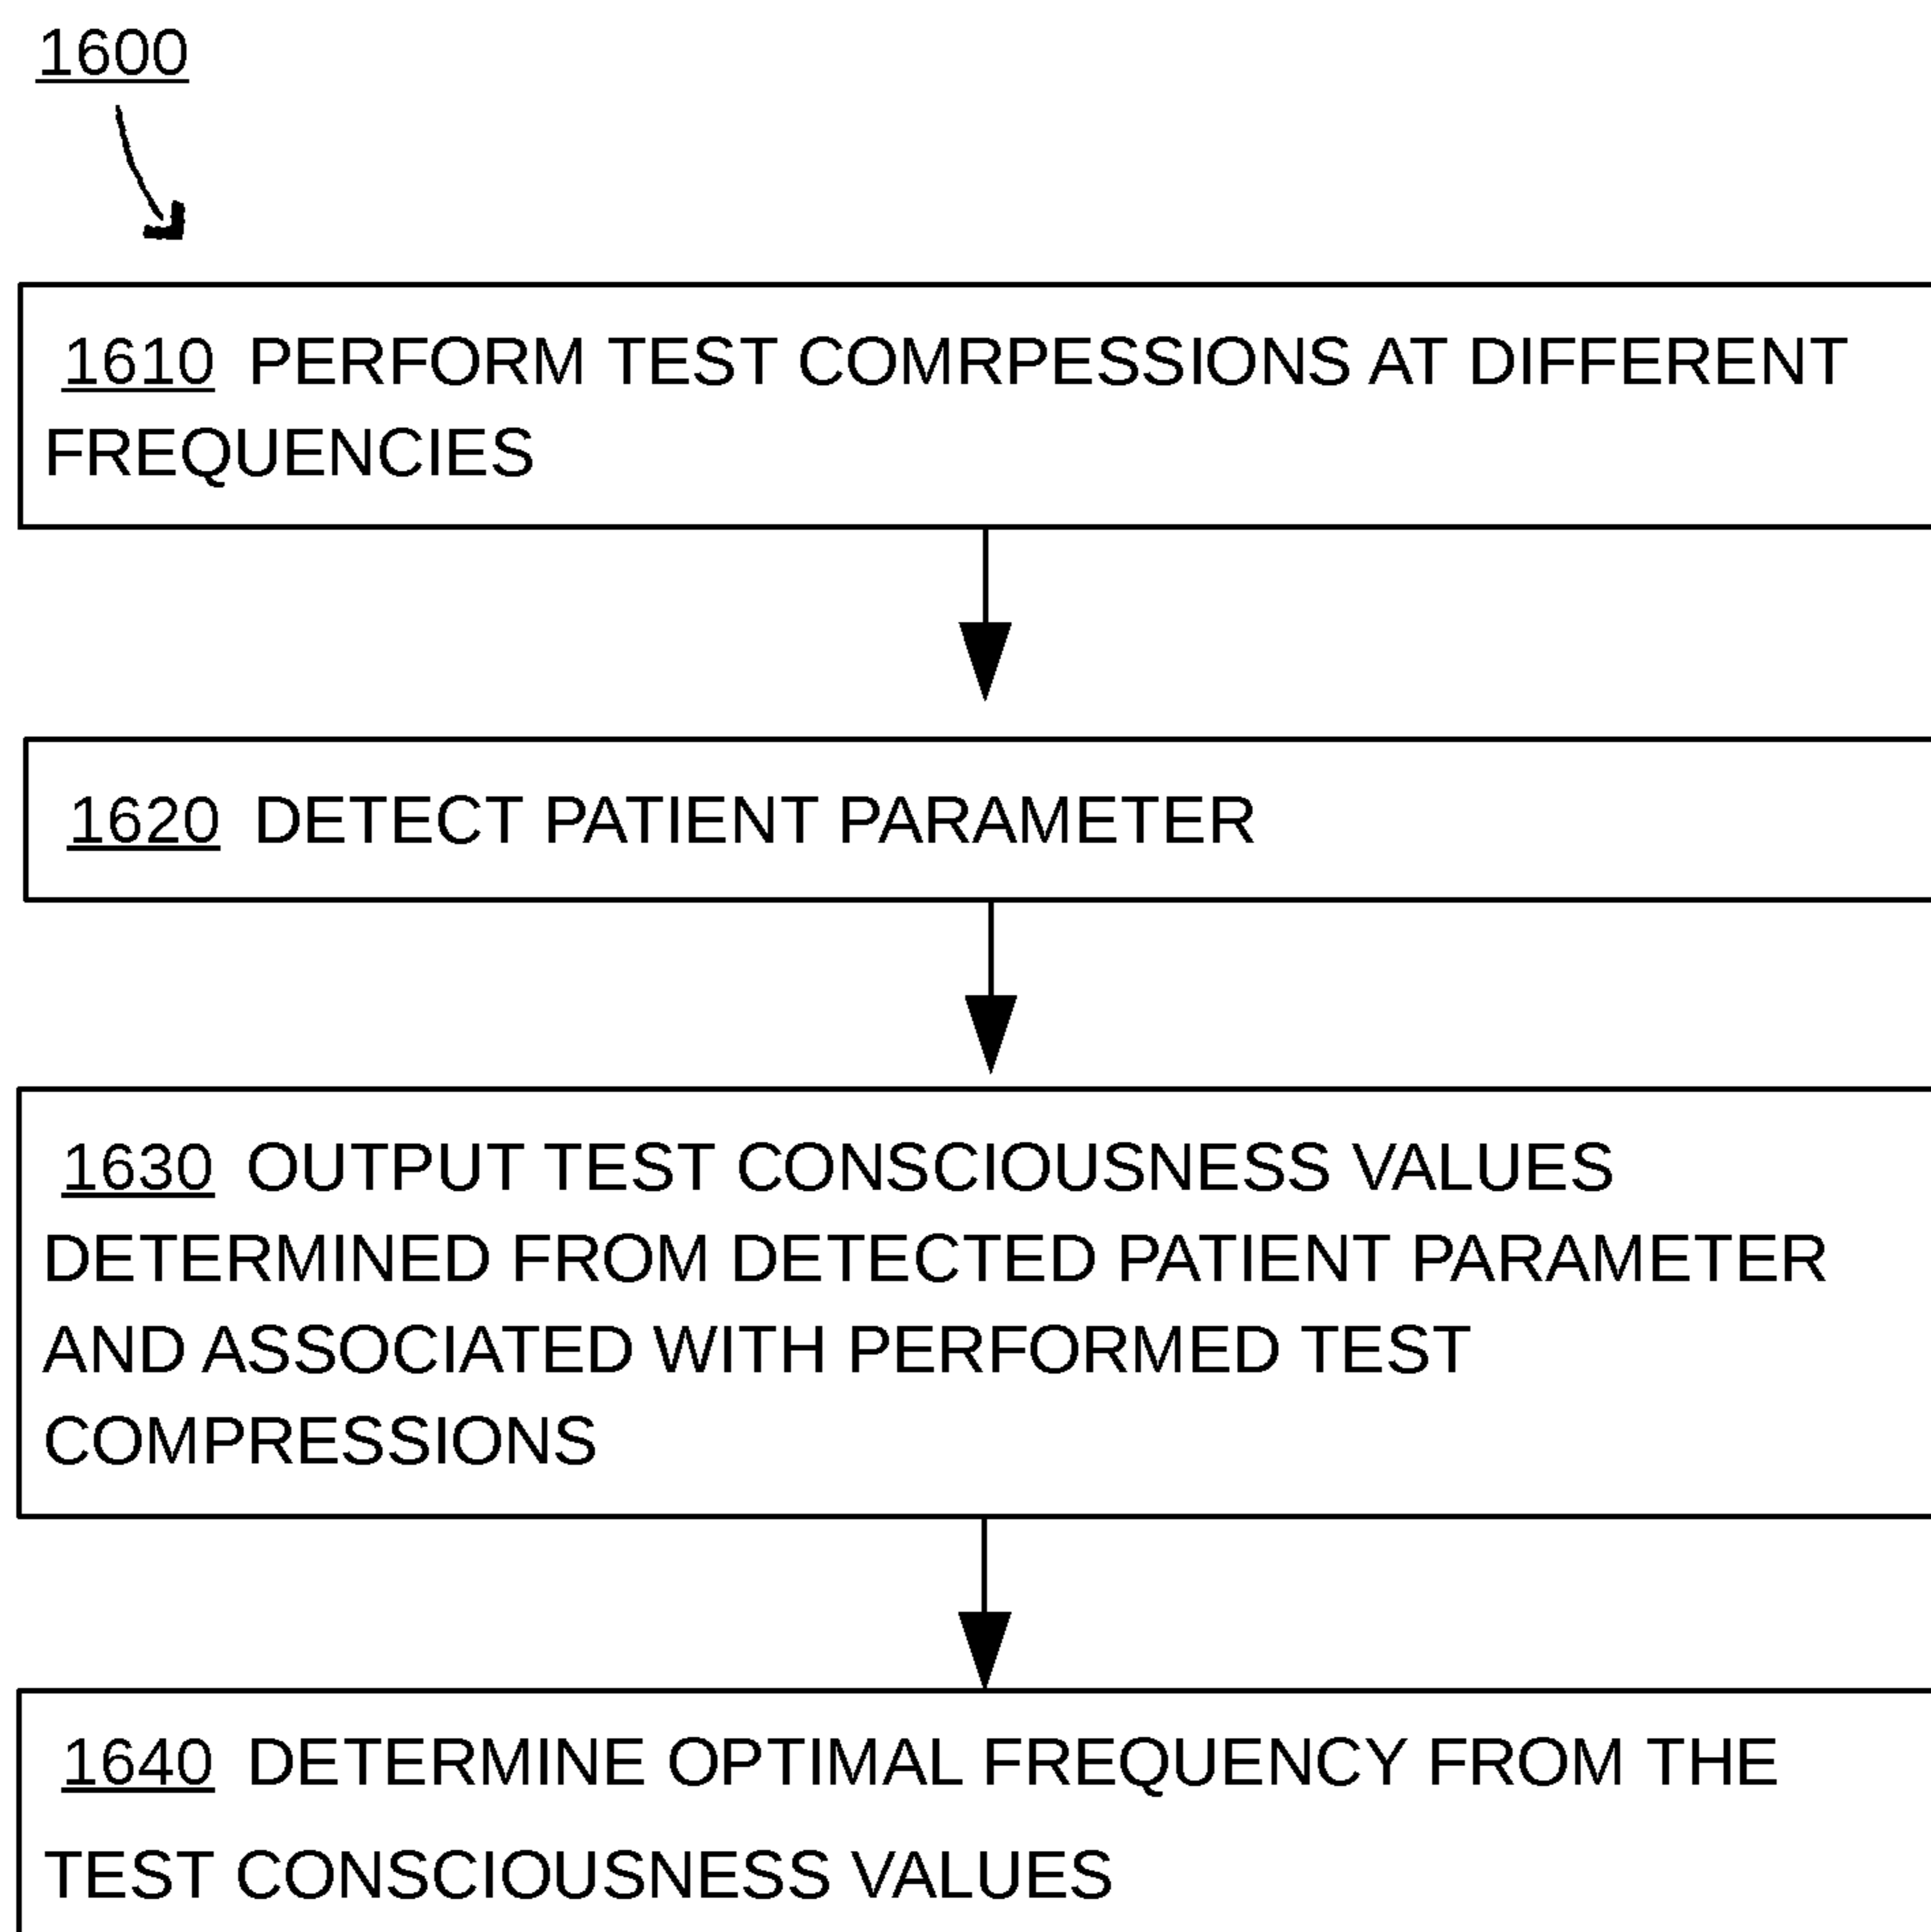 1600
1610 PERFORM TEST COMRPESSIONS AT DIFFERENT
FREQUENCIES
1620 DETECT PATIENT PARAMETER
1630 OUTPUT TEST CONSCIOUSNESS VALUES
DETERMINED FROM DETECTED PATIENT PARAMETER
AND ASSOCIATED WITH PERFORMED TEST
COMPRESSIONS
1640 DETERMINE OPTIMAL FREQUENCY FROM THE
TEST CONSCIOUSNESS VALUES